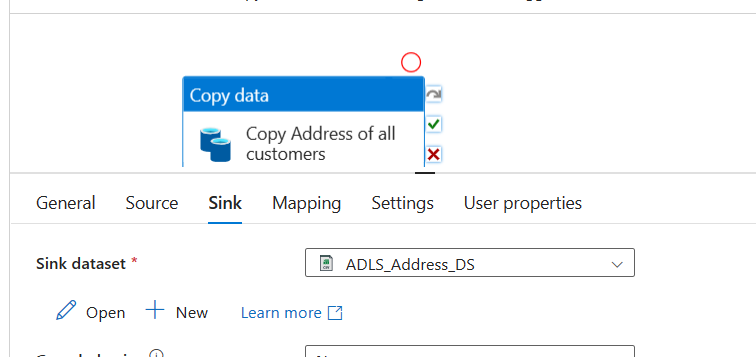 Copy data
Copy Address of all
customers
General Source Sink Mapping Settings User properties
Sink dataset * ADLS_Address_DS
Open New Learn more